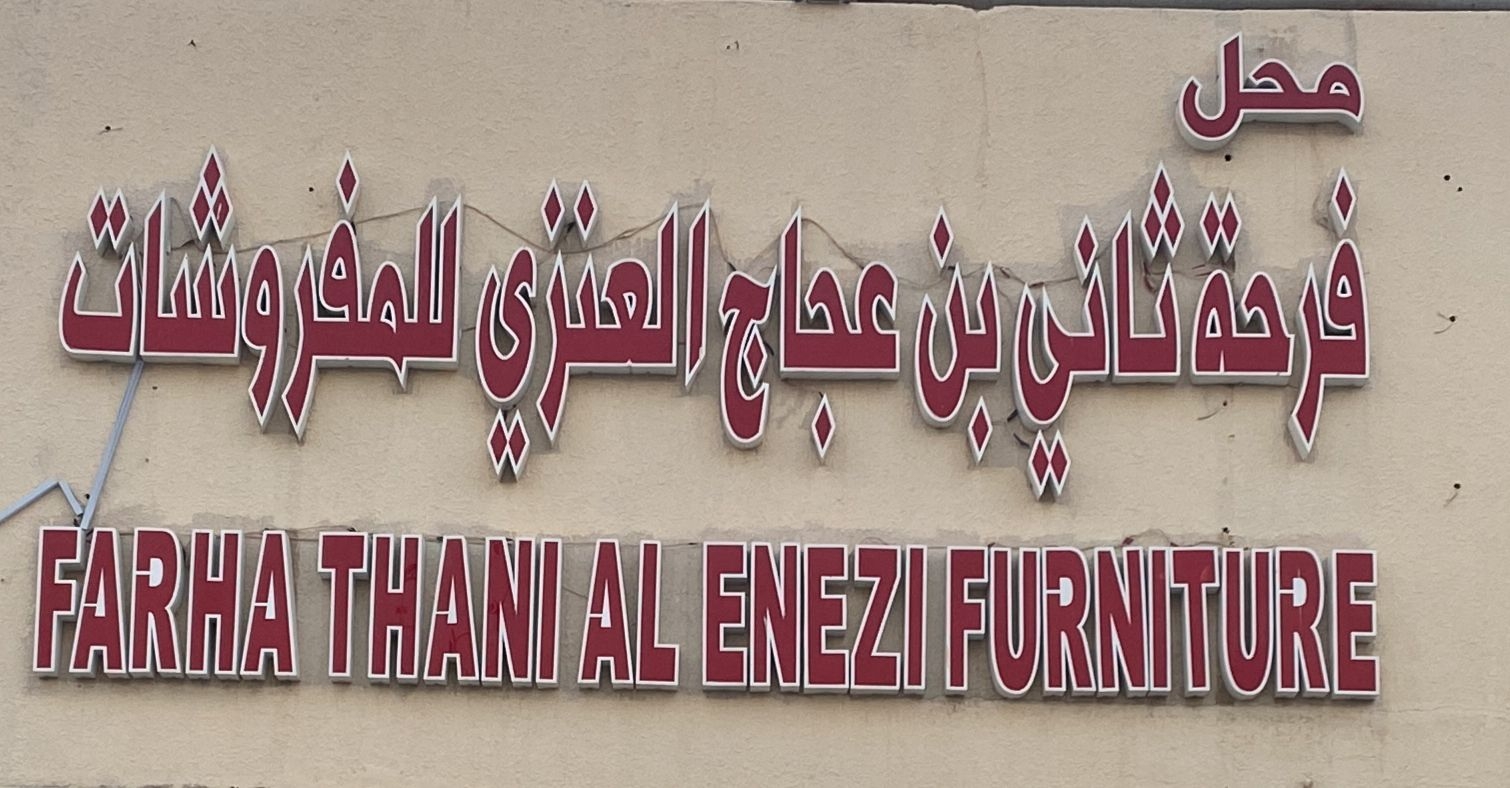 محل
فرحة ثاني بن عجاج العنزي للمفروشات
FARHA THANI AL ENEZI FURNITURE